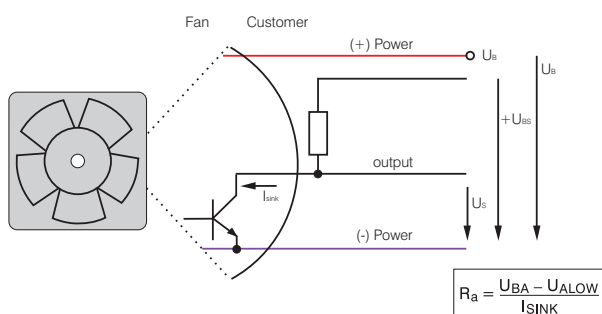 Fan Customer
(+) Power
UB
UB
+UBS
output
Isink
US
(-) Power
Ra = UBA – UALOW
ISINK